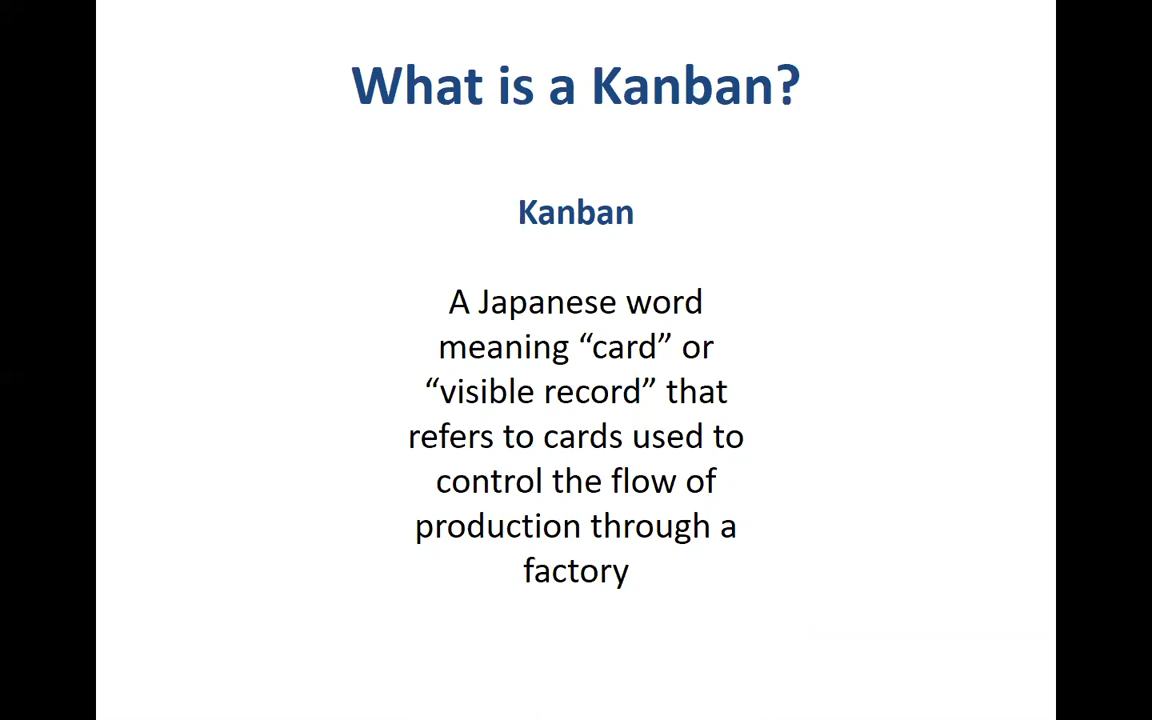 What is a Kanban?
Kanban
A Japanese word
meaning “card” or
“visible record” that
refers to cards used to
control the flow of
production through a
factory